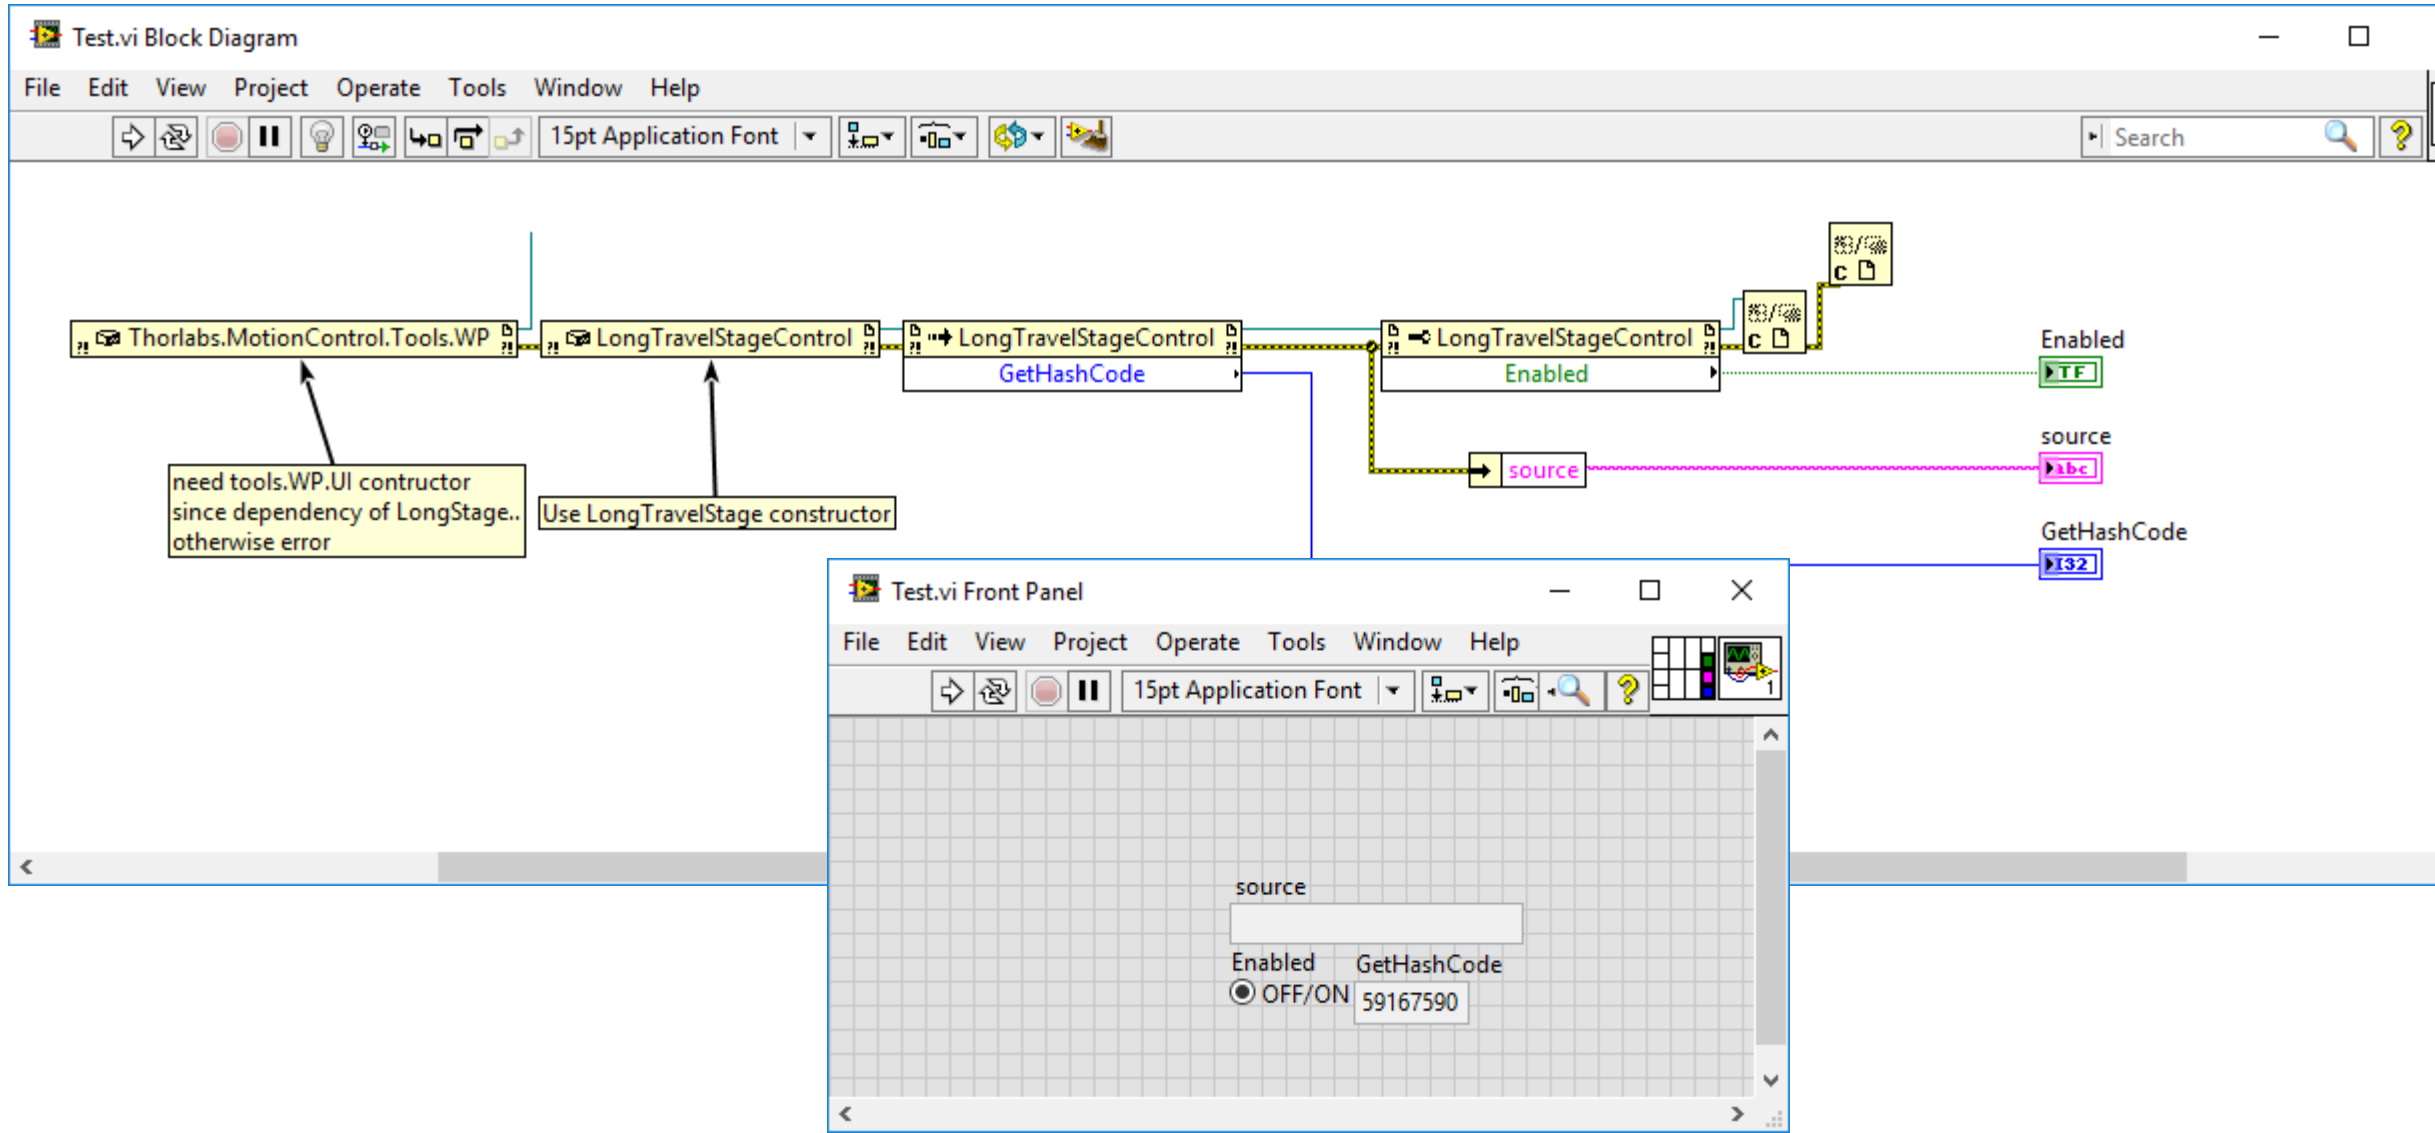 Test.vi Block Diagram
File Edit View Project Operate Tools Window Help
15pt Application Font
Search
Thorlabs.MotionControl.Tools.WP
LongTravelStageControl
LongTravelStageControl
GetHashCode
LongTravelStageControl
Enabled
C
C
Enabled
TF
source
source
abc
GetHashCode
I32
need tools.WP.UI contructor
since dependency of LongStage..
otherwise error
Use LongTravelStage constructor
Test.vi Front Panel
File Edit View Project Operate Tools Window Help
15pt Application Font
1
source
Enabled GetHashCode
OFF/ON 59167590